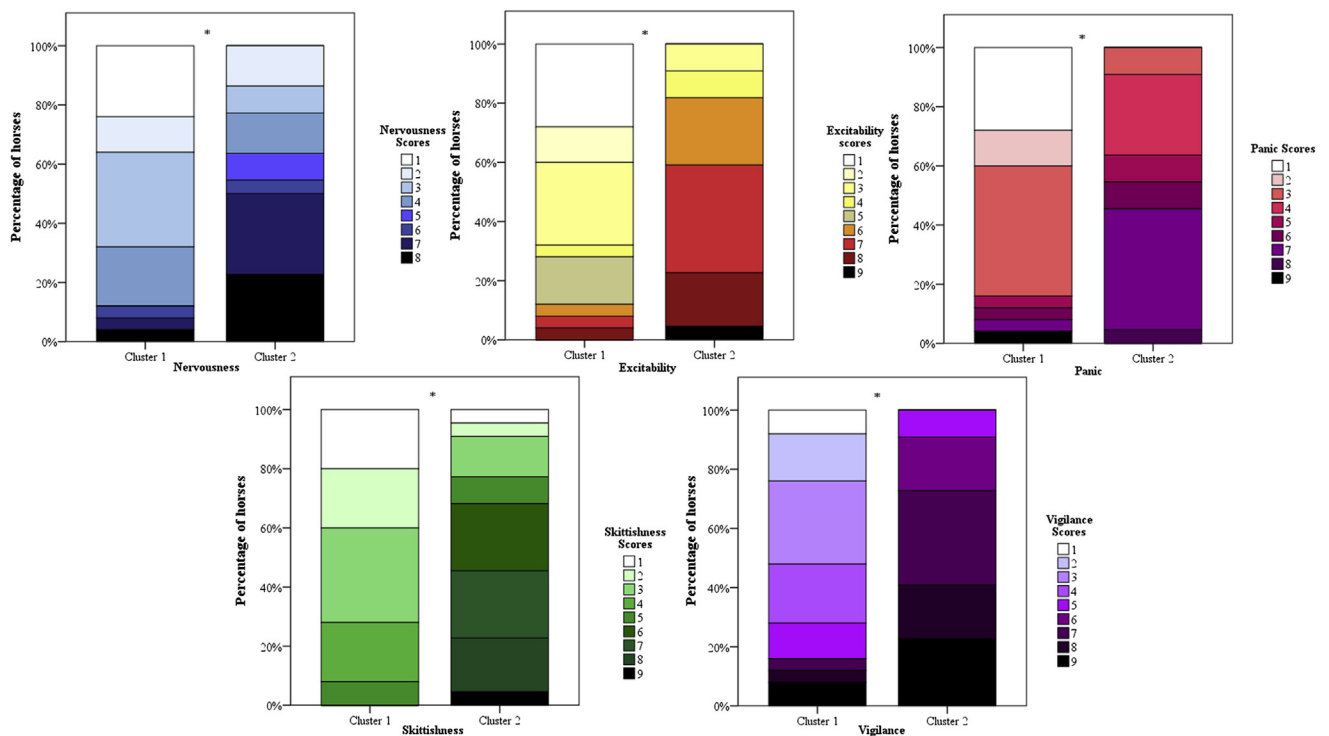 *
100%
80%
60%
40%
20%
0%
Percentage of horses
Cluster 1
Cluster 2
Nervousness
Nervousness
Scores
1
2
3
4
5
6
7
8
*
100%
80%
60%
40%
20%
0%
Percentage of horses
Cluster 1
Cluster 2
Excitability
Excitability
scores
1
2
3
4
5
6
7
8
9
*
100%
80%
60%
40%
20%
0%
Percentage of horses
Cluster 1
Cluster 2
Panic
Panic Scores
1
2
3
4
5
6
7
8
9
*
100%
80%
60%
40%
20%
0%
Percentage of horses
Cluster 1
Cluster 2
Skittishness
Skittishness
Scores
1
2
3
4
5
6
7
8
9
*
100%
80%
60%
40%
20%
0%
Percentage of horses
Cluster 1
Cluster 2
Vigilance
Vigilance
Scores
1
2
3
4
5
6
7
8
9